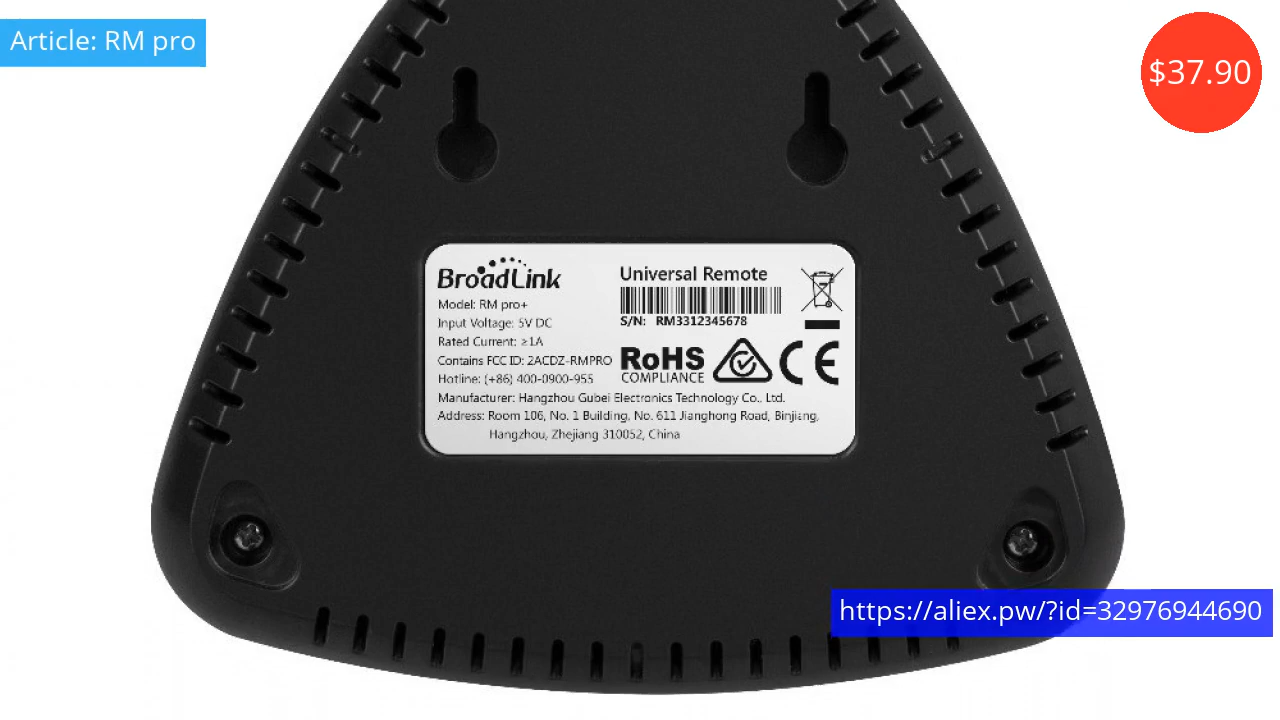 Article: RM pro
$37.90
BroadLink
Universal Remote
Model: RM pro+
Input Voltage: 5V DC
S/N: RM3312345678
Rated Current: ≥1A
Contains FCC ID: 2ACDZ-RMPRO
RoHS
COMPLIANCE
CE
Hotline: (+86) 400-0900-955
Manufacturer: Hangzhou Gubei Electronics Technology Co., Ltd.
Address: Room 106, No. 1 Building, No. 611 Jianghong Road, Binjiang,
Hangzhou, Zhejiang 310052, China
https://aliex.pw/?id=32976944690